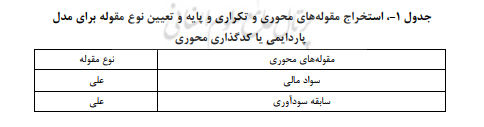 جدول ۱-، استخراج مقوله‌های محوری و تکراری و پایه و تعیین نوع مقوله برای مدل
پاردایمی یا کدگذاری محوری
مقوله‌های محوری نوع مقوله
سواد مالی علی
سابقه سودآوری علی